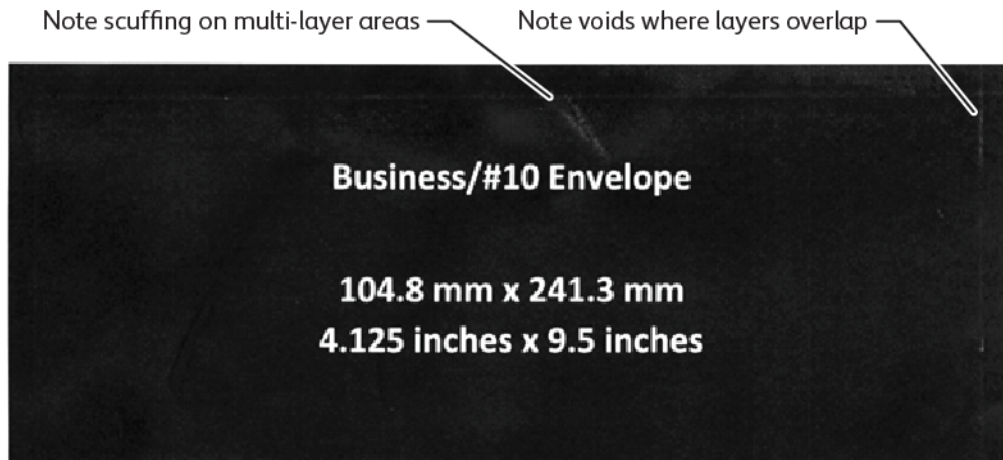 Note scuffing on multi-layer areas
Note voids where layers overlap
Business/#10 Envelope
104.8 mm x 241.3 mm
4.125 inches x 9.5 inches